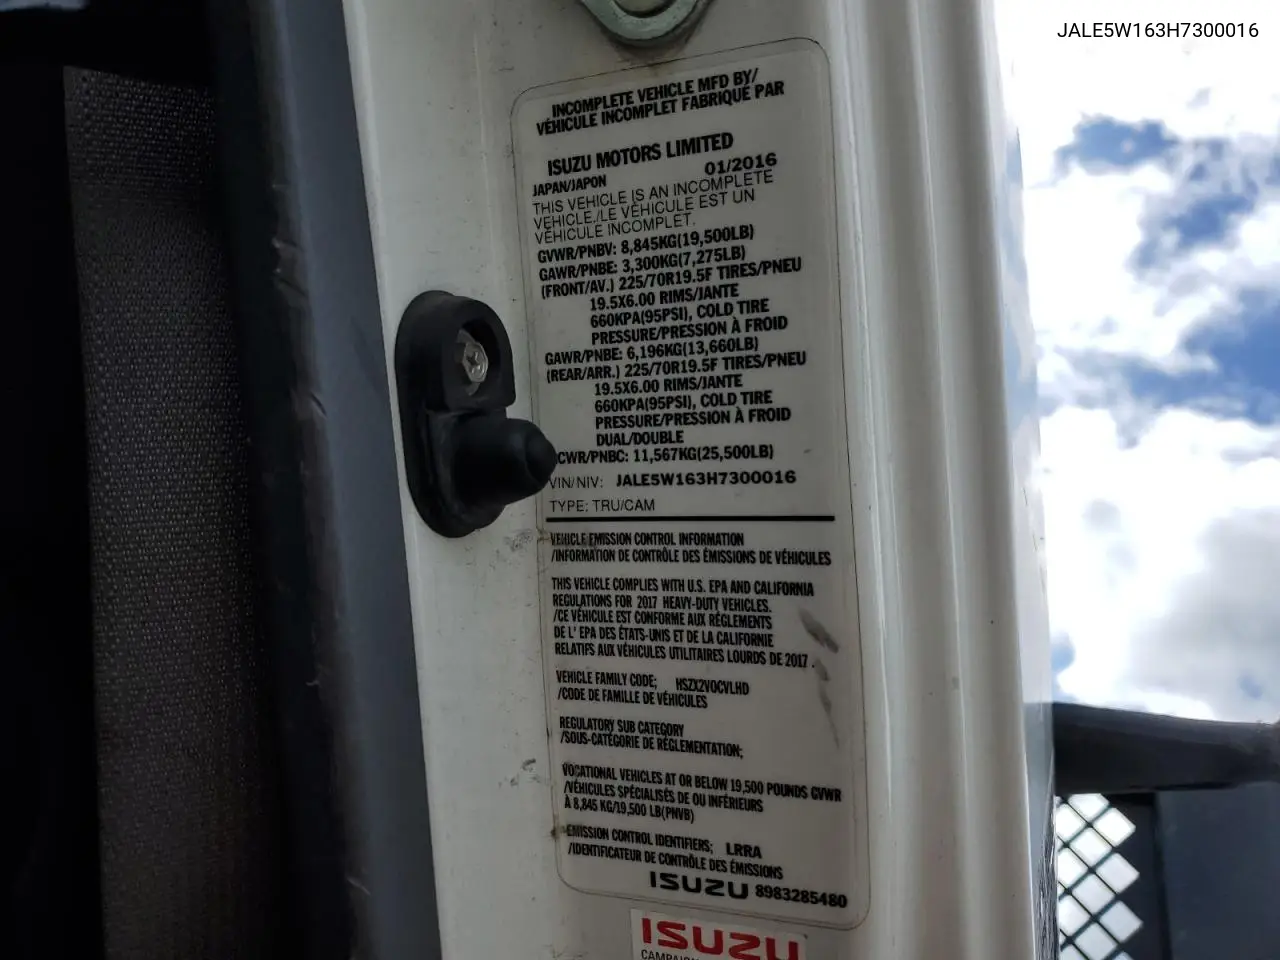 JALE5W163H7300016
INCOMPLETE VEHICLE MFD BY/
VÉHICULE INCOMPLET FABRIQUÉ PAR
ISUZU MOTORS LIMITED
JAPAN/JAPON 01/2016
THIS VEHICLE IS AN INCOMPLETE
VEHICLE./LE VÉHICULE EST UN
VÉHICULE INCOMPLET.
GVWR/PNBV: 8,845KG(19,500LB)
GAWR/PNBE: 3,300KG(7,275LB)
(FRONT/AV.) 225/70R19.5F TIRES/PNEU
19.5X6.00 RIMS/JANTE
660KPA(95PSI), COLD TIRE
PRESSURE/PRESSION À FROID
GAWR/PNBE: 6,196KG(13,660LB)
(REAR/ARR.) 225/70R19.5F TIRES/PNEU
19.5X6.00 RIMS/JANTE
660KPA(95PSI), COLD TIRE
PRESSURE/PRESSION À FROID
DUAL/DOUBLE
CWR/PNBC: 11,567KG(25,500LB)
VIN/NIV: JALE5W163H7300016
TYPE: TRU/CAM
VEHICLE EMISSION CONTROL INFORMATION
/INFORMATION DE CONTRÔLE DES ÉMISSIONS DE VÉHICULES
THIS VEHICLE COMPLIES WITH U.S. EPA AND CALIFORNIA
REGULATIONS FOR 2017 HEAVY-DUTY VEHICLES.
/CE VÉHICULE EST CONFORME AUX RÉGLEMENTS
DE L' EPA DES ÉTATS-UNIS ET DE LA CALIFORNIE
RELATIFS AUX VÉHICULES UTILITAIRES LOURDS DE 2017 .
VEHICLE FAMILY CODE; HSZX2VOCVLHD
/CODE DE FAMILLE DE VÉHICULES
REGULATORY SUB CATEGORY
/SOUS-CATÉGORIE DE RÉGLEMENTATION;
VOCATIONAL VEHICLES AT OR BELOW 19,500 POUNDS GVWR
/VÉHICULES SPÉCIALISÉS DE OU INFÉRIEURS
À 8,845 KG/19,500 LB(PNVB)
EMISSION CONTROL IDENTIFIERS; LRRA
/IDENTIFICATEUR DE CONTRÔLE DES ÉMISSIONS
ISUZU 8983285480
ISUZU